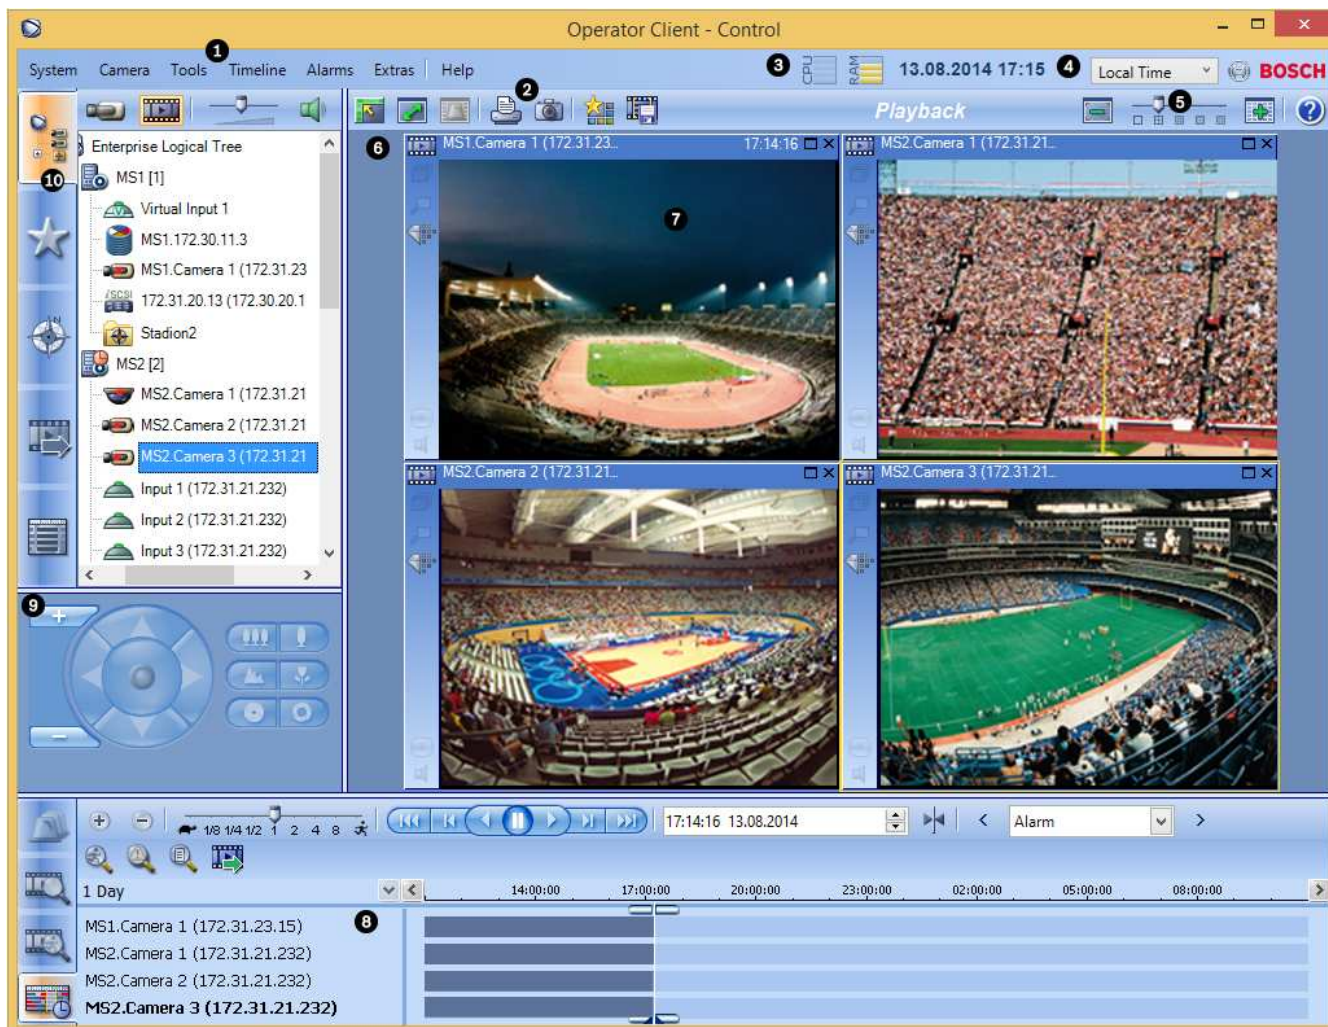 Operator Client - Control
1
System Camera Tools Timeline Alarms Extras Help
3 CPU RAM 13.08.2014 17:15 4 Local Time BOSCH
2
Playback
5
?
10
Enterprise Logical Tree
MS1 [1]
Virtual Input 1
MS1.172.30.11.3
MS1.Camera 1 (172.31.23
iSCSI 172.31.20.13 (172.30.20.1
Stadion2
MS2 [2]
MS2.Camera 1 (172.31.21
MS2.Camera 2 (172.31.21
MS2.Camera 3 (172.31.21
Input 1 (172.31.21.232)
Input 2 (172.31.21.232)
Input 3 (172.31.21.232)
6
MS1.Camera 1 (172.31.23... 17:14:16
MS2.Camera 1 (172.31.21...
7
MS2.Camera 2 (172.31.21...
MS2.Camera 3 (172.31.21...
9
1/8 1/4 1/2 1 2 4 8
17:14:16 13.08.2014
Alarm
1 Day
14:00:00 17:00:00 20:00:00 23:00:00 02:00:00 05:00:00 08:00:00
8
MS1.Camera 1 (172.31.23.15)
MS2.Camera 1 (172.31.21.232)
MS2.Camera 2 (172.31.21.232)
MS2.Camera 3 (172.31.21.232)